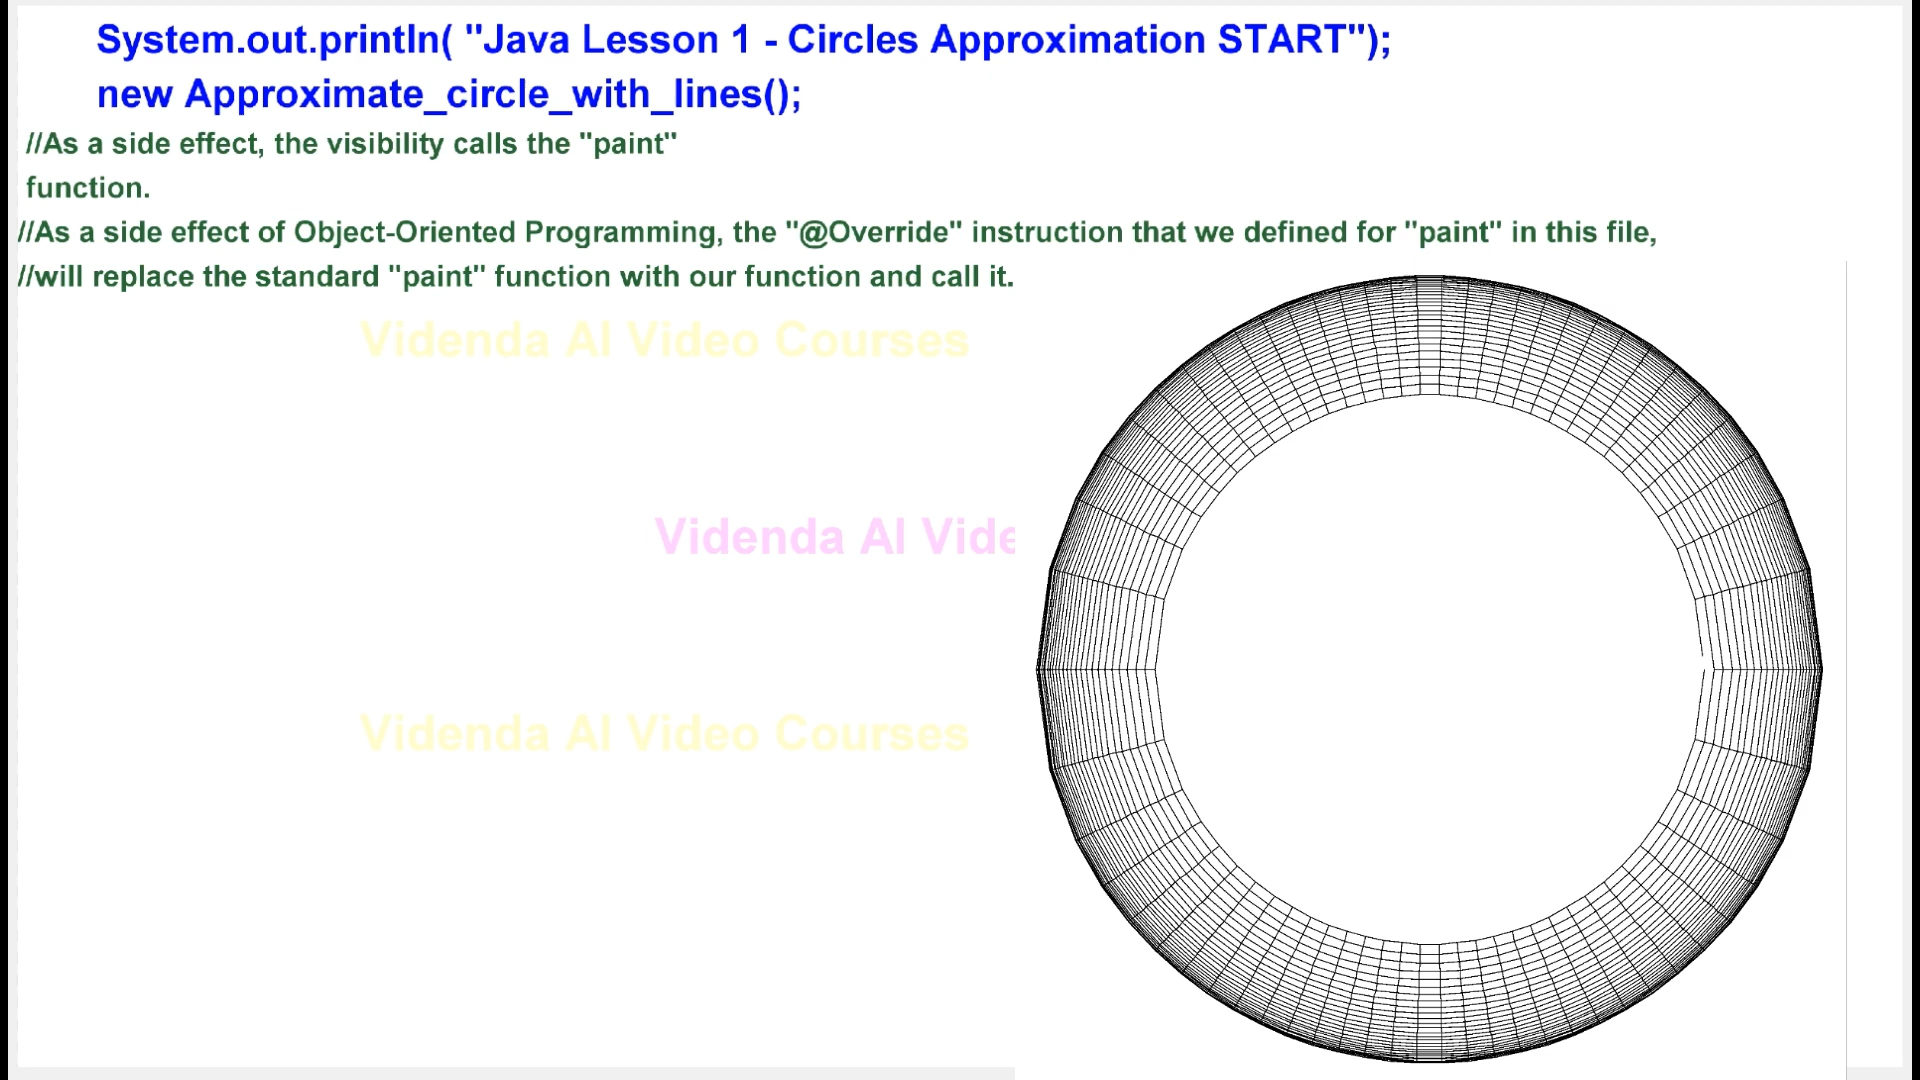 System.out.println( "Java Lesson 1 - Circles Approximation START");
new Approximate_circle_with_lines();
//As a side effect, the visibility calls the "paint"
function.
//As a side effect of Object-Oriented Programming, the "@Override" instruction that we defined for "paint" in this file,
//will replace the standard "paint" function with our function and call it.
Videnda AI Video Courses
Videnda AI Vide
Videnda AI Video Courses